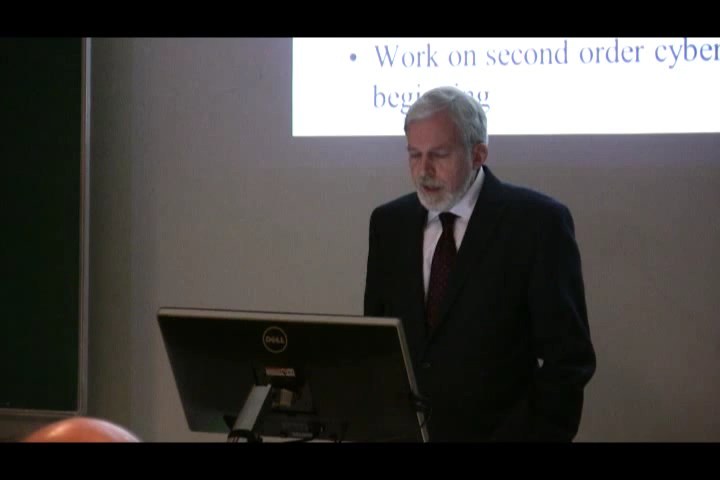 • Work on second order cyber
beginning
DELL